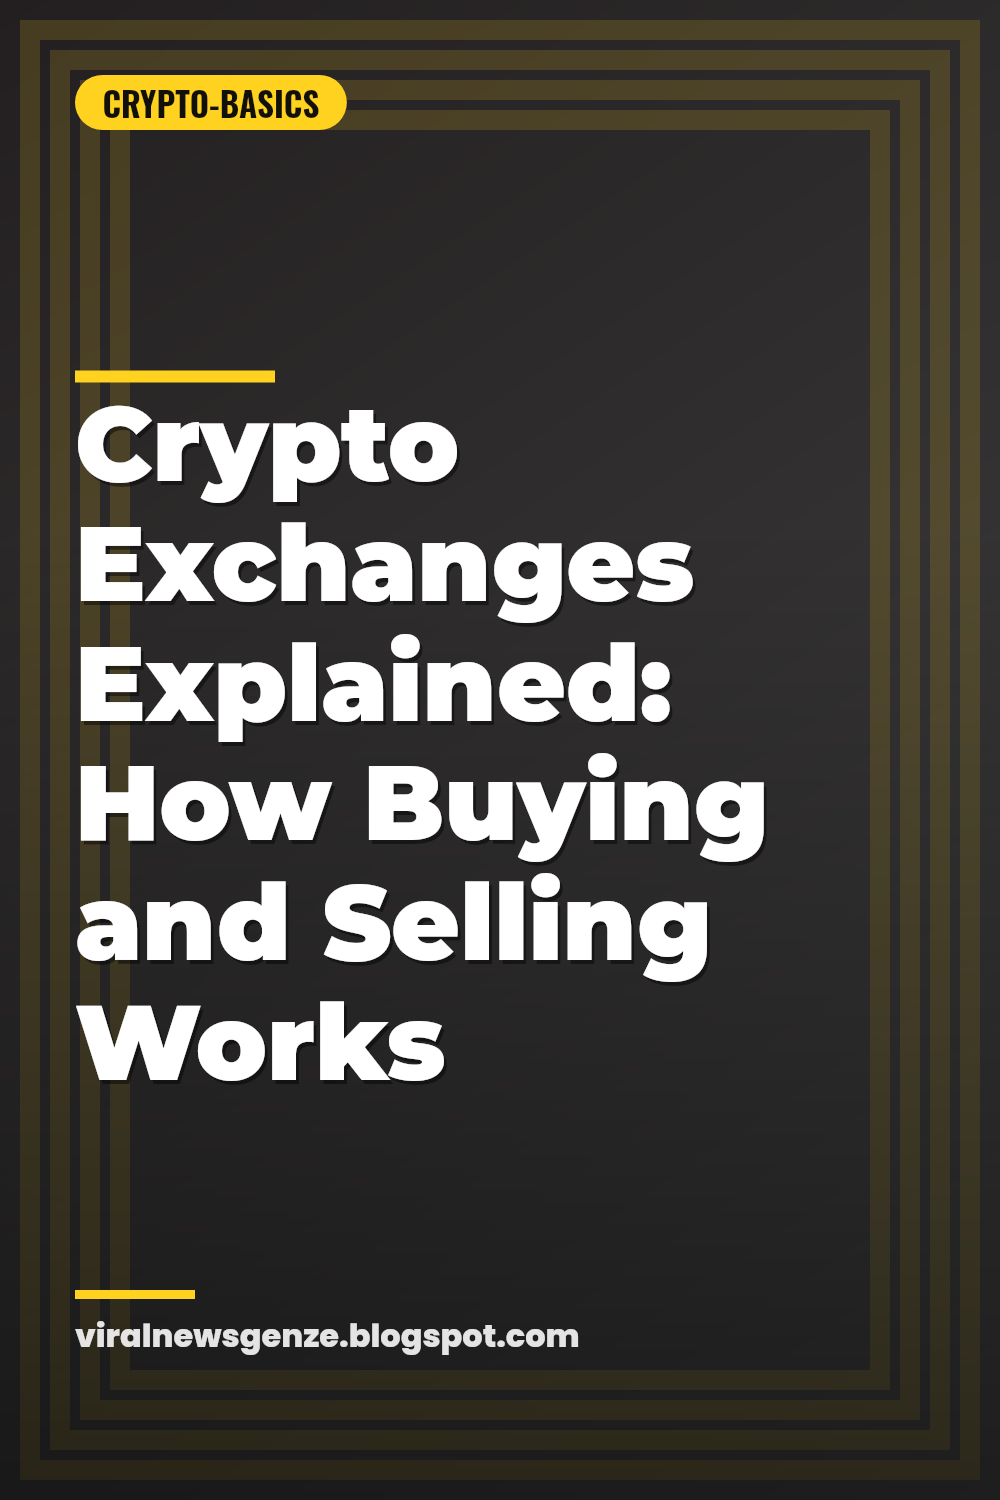 CRYPTO-BASICS
Crypto
Exchanges
Explained:
How Buying
and Selling
Works
viralnewsgenze.blogspot.com